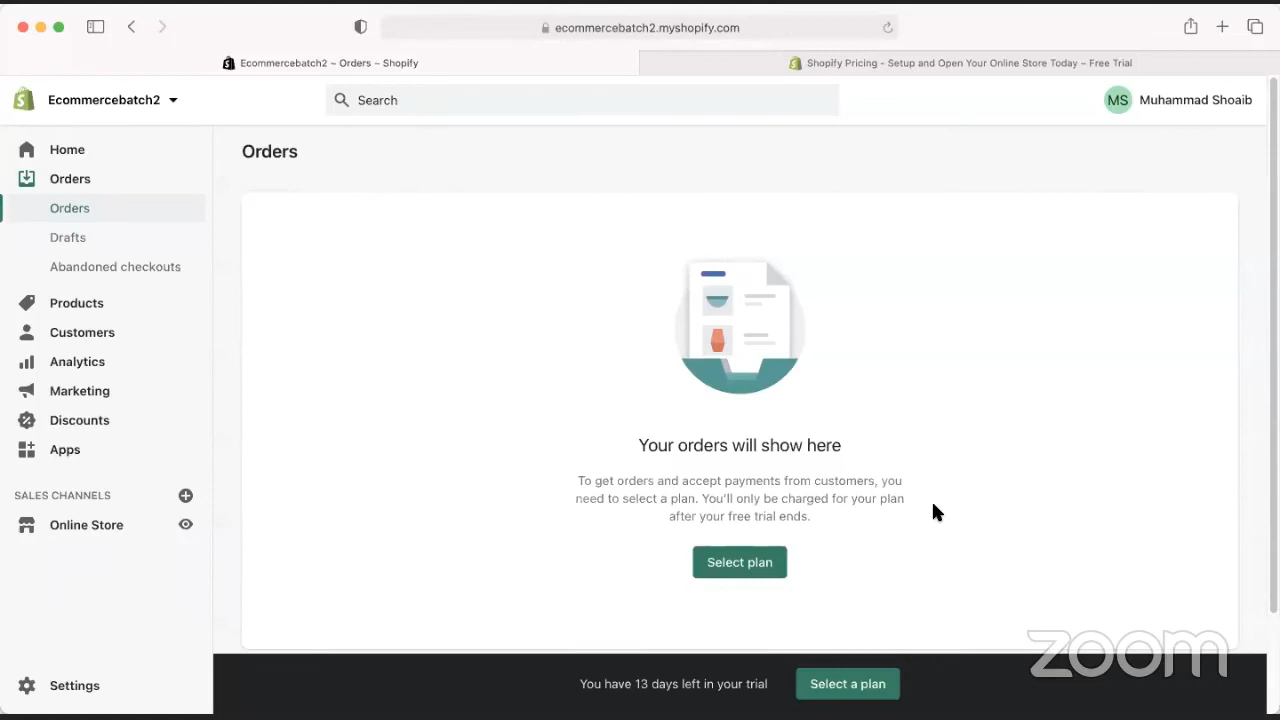 ecommercebatch2.myshopify.com
Ecommercebatch2 ~ Orders ~ Shopify
Shopify Pricing - Setup and Open Your Online Store Today – Free Trial
Ecommercebatch2
Search
MS Muhammad Shoaib
Home
Orders
Orders
Drafts
Abandoned checkouts
Products
Customers
Analytics
Marketing
Discounts
Apps
SALES CHANNELS
Online Store
Settings
Orders
Your orders will show here
To get orders and accept payments from customers, you
need to select a plan. You'll only be charged for your plan
after your free trial ends.
Select plan
You have 13 days left in your trial
Select a plan
zoom